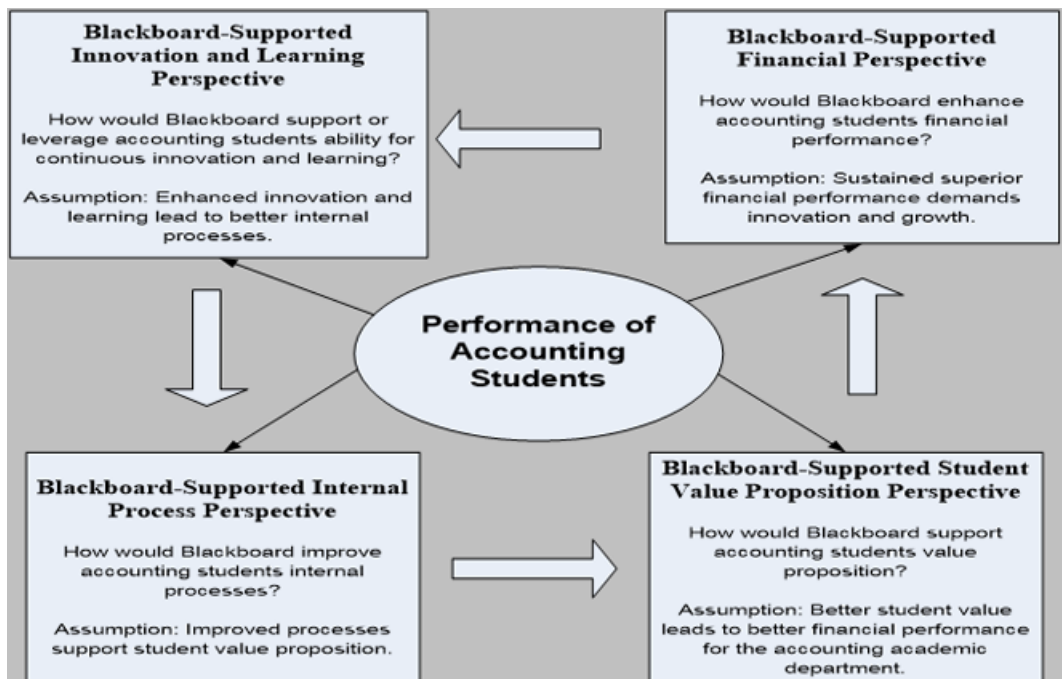 Blackboard-Supported
Innovation and Learning
Perspective
How would Blackboard support or
leverage accounting students ability for
continuous innovation and learning?
Assumption: Enhanced innovation and
learning lead to better internal
processes.
Blackboard-Supported
Financial Perspective
How would Blackboard enhance
accounting students financial
performance?
Assumption: Sustained superior
financial performance demands
innovation and growth.
Performance of
Accounting
Students
Blackboard-Supported Internal
Process Perspective
How would Blackboard improve
accounting students internal
processes?
Assumption: Improved processes
support student value proposition.
Blackboard-Supported Student
Value Proposition Perspective
How would Blackboard support
accounting students value
proposition?
Assumption: Better student value
leads to better financial performance
for the accounting academic
department.